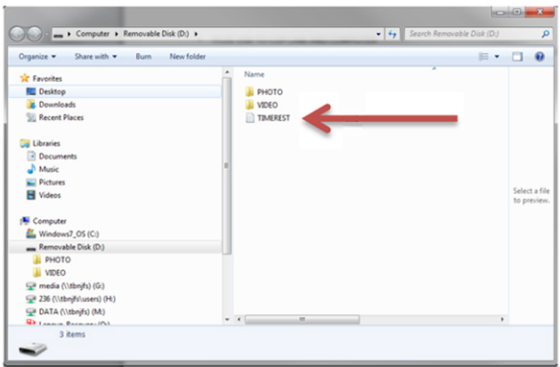 Computer ▸ Removable Disk (D:) ▸
Search Removable Disk (D:)
Organize ▾ Share with ▾ Burn New folder
Favorites
Desktop
Downloads
Recent Places
Libraries
Documents
Music
Pictures
Videos
Computer
Windows7_OS (C:)
Removable Disk (D:)
PHOTO
VIDEO
media (\\tbnjfs) (G:)
236 (\\tbnjfs\users) (H:)
DATA (\\tbnjfs) (M:)
Lenovo_Recovery (Q:)
Name
PHOTO
VIDEO
TIMEREST
Select a file
to preview.
3 items